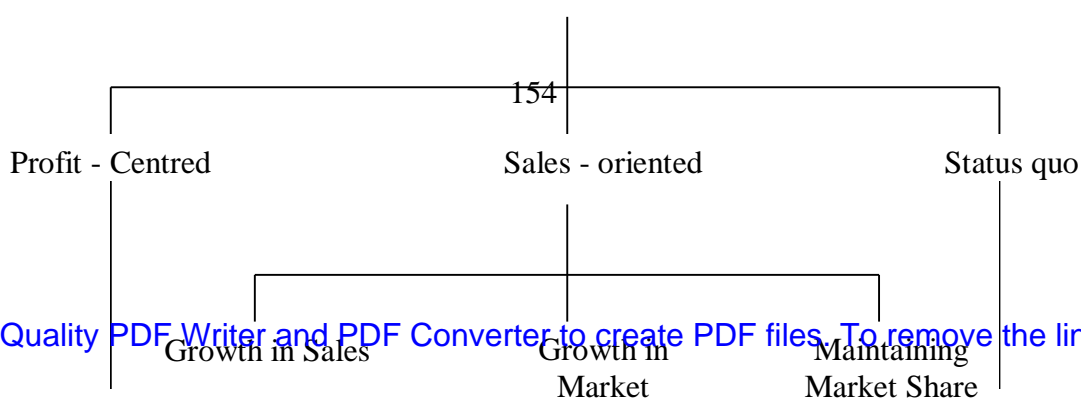 154
Profit - Centred Sales - oriented Status quo
Quality PDF Writer and PDF Converter to create PDF files. To remove the lin
Growth in Sales Growth in Maintaining
Market Market Share